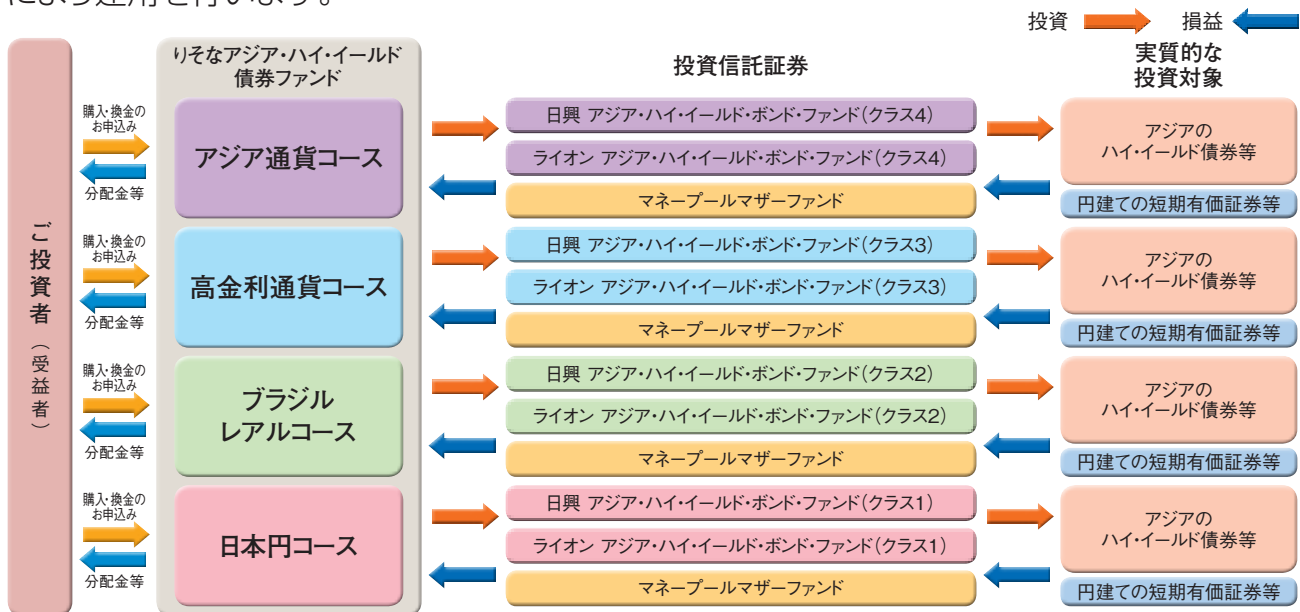 により運用を行います。
投資 損益
りそなアジア・ハイ・イールド
債券ファンド
投資信託証券
実質的な
投資対象
ご投資者（受益者）
購入・換金の
お申込み
分配金等
アジア通貨コース
日興 アジア・ハイ・イールド・ボンド・ファンド（クラス4）
ライオン アジア・ハイ・イールド・ボンド・ファンド（クラス4）
マネープールマザーファンド
アジアの
ハイ・イールド債券等
円建ての短期有価証券等
購入・換金の
お申込み
分配金等
高金利通貨コース
日興 アジア・ハイ・イールド・ボンド・ファンド（クラス3）
ライオン アジア・ハイ・イールド・ボンド・ファンド（クラス3）
マネープールマザーファンド
アジアの
ハイ・イールド債券等
円建ての短期有価証券等
購入・換金の
お申込み
分配金等
ブラジル
レアルコース
日興 アジア・ハイ・イールド・ボンド・ファンド（クラス2）
ライオン アジア・ハイ・イールド・ボンド・ファンド（クラス2）
マネープールマザーファンド
アジアの
ハイ・イールド債券等
円建ての短期有価証券等
購入・換金の
お申込み
分配金等
日本円コース
日興 アジア・ハイ・イールド・ボンド・ファンド（クラス1）
ライオン アジア・ハイ・イールド・ボンド・ファンド（クラス1）
マネープールマザーファンド
アジアの
ハイ・イールド債券等
円建ての短期有価証券等